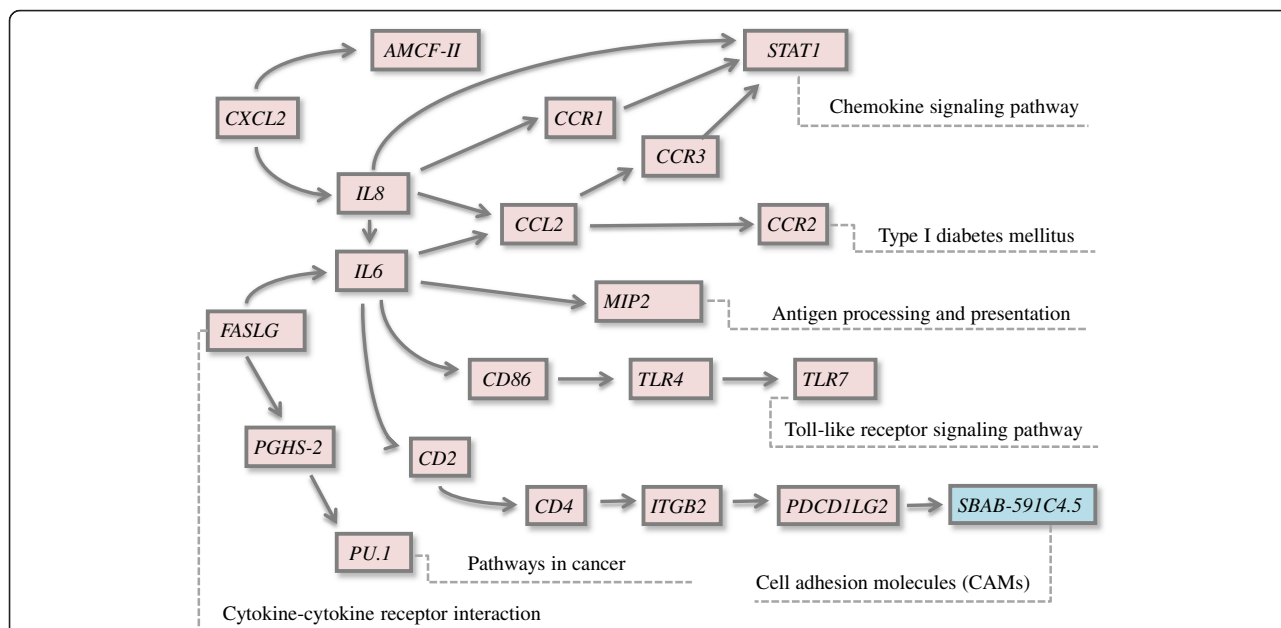 AMCF-II
STAT1
CXCL2
CCR1
Chemokine signaling pathway
CCR3
IL8
CCL2
CCR2
Type I diabetes mellitus
IL6
MIP2
Antigen processing and presentation
FASLG
CD86
TLR4
TLR7
Toll-like receptor signaling pathway
PGHS-2
CD2
CD4
ITGB2
PDCD1LG2
SBAB-591C4.5
PU.1
Pathways in cancer
Cell adhesion molecules (CAMs)
Cytokine-cytokine receptor interaction